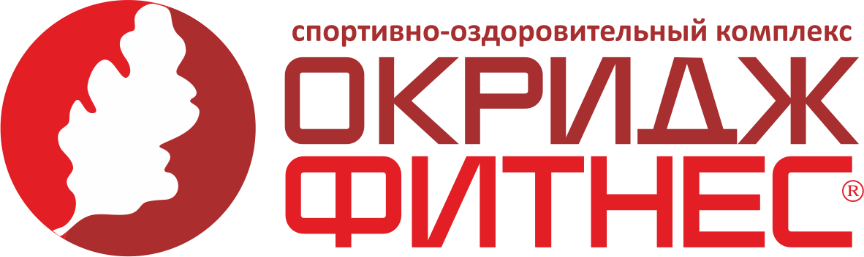 спортивно-оздоровительный комплекс
ОКРИДЖ
ФИТНЕС®